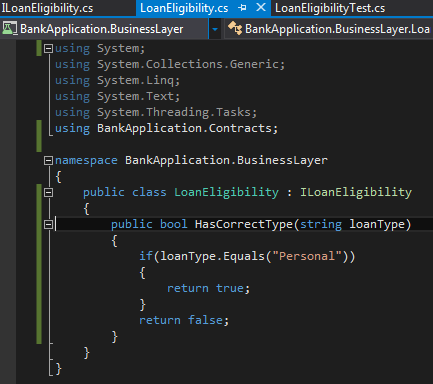 ILoanEligibility.cs LoanEligibility.cs LoanEligibilityTest.cs
BankApplication.BusinessLayer BankApplication.BusinessLayer.Loa
using System;
using System.Collections.Generic;
using System.Linq;
using System.Text;
using System.Threading.Tasks;
using BankApplication.Contracts;
namespace BankApplication.BusinessLayer
{
public class LoanEligibility : ILoanEligibility
{
public bool HasCorrectType(string loanType)
{
if(loanType.Equals("Personal"))
{
return true;
}
return false;
}
}
}